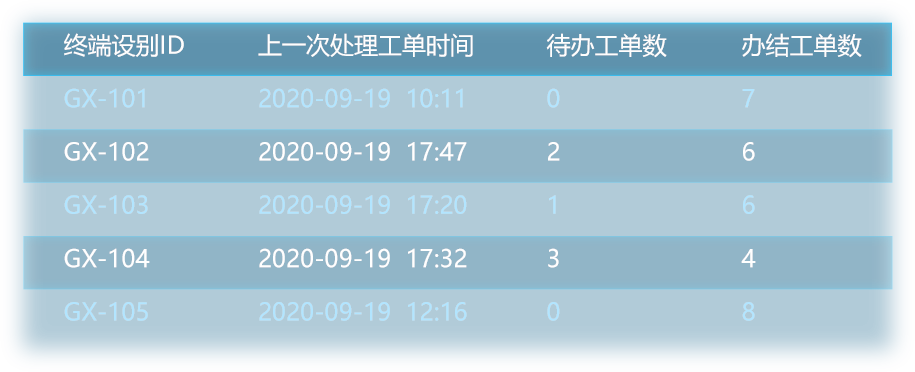 终端设别ID 上一次处理工单时间 待办工单数 办结工单数
GX-101 2020-09-19 10:11 0 7
GX-102 2020-09-19 17:47 2 6
GX-103 2020-09-19 17:20 1 6
GX-104 2020-09-19 17:32 3 4
GX-105 2020-09-19 12:16 0 8